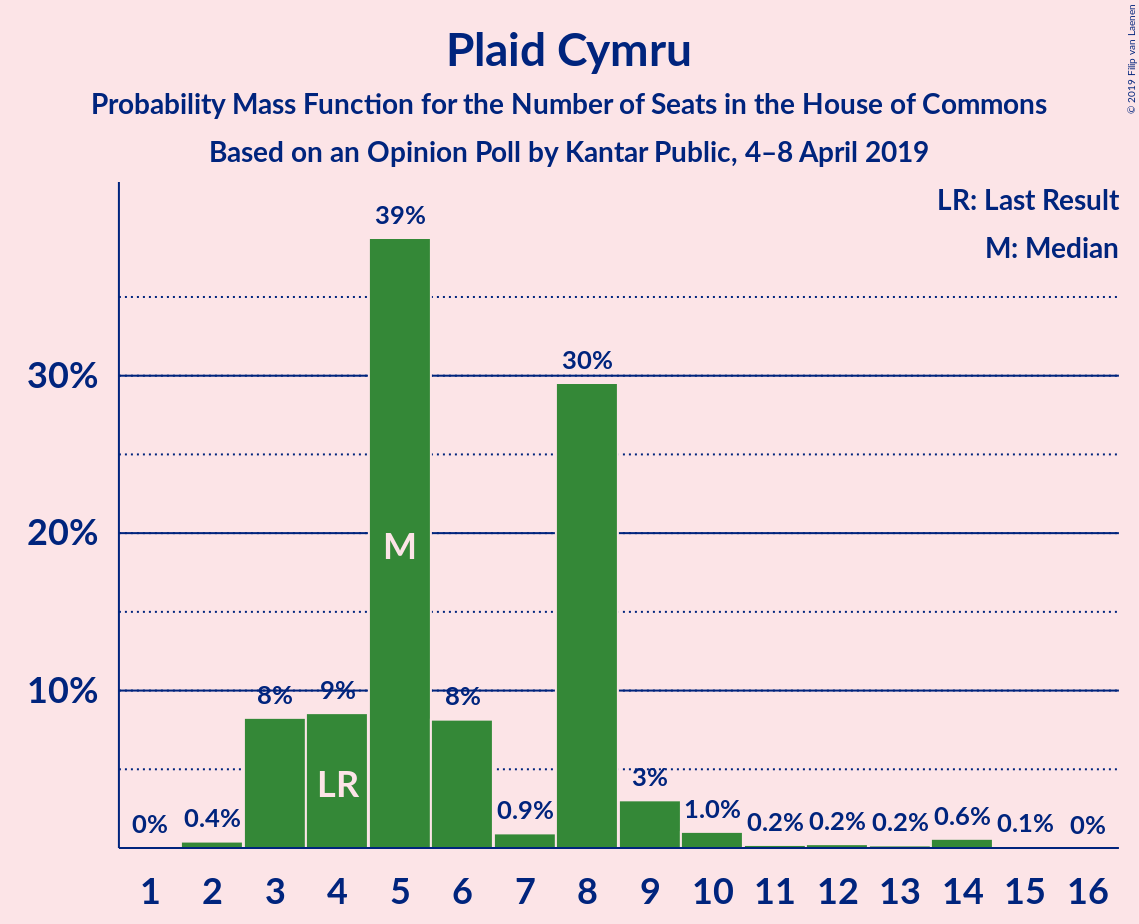 Plaid Cymru
Probability Mass Function for the Number of Seats in the House of Commons
Based on an Opinion Poll by Kantar Public, 4–8 April 2019
© 2019 Filip van Laenen
LR: Last Result
M: Median
39%
30%
30%
20%
M
10%
8%
9%
8%
LR
3%
0%
0.4%
0.9%
1.0%
0.2%
0.2%
0.2%
0.6%
0.1%
0%
1 2 3 4 5 6 7 8 9 10 11 12 13 14 15 16